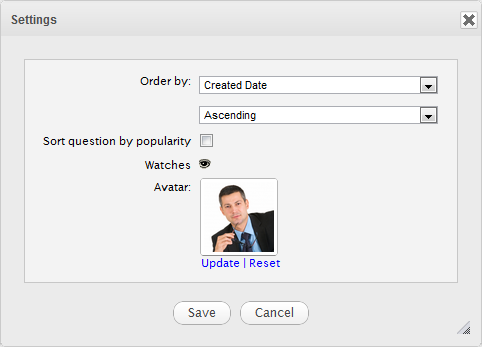 Settings
Order by: Created Date
Ascending
Sort question by popularity
Watches
Avatar:
Update | Reset
Save Cancel